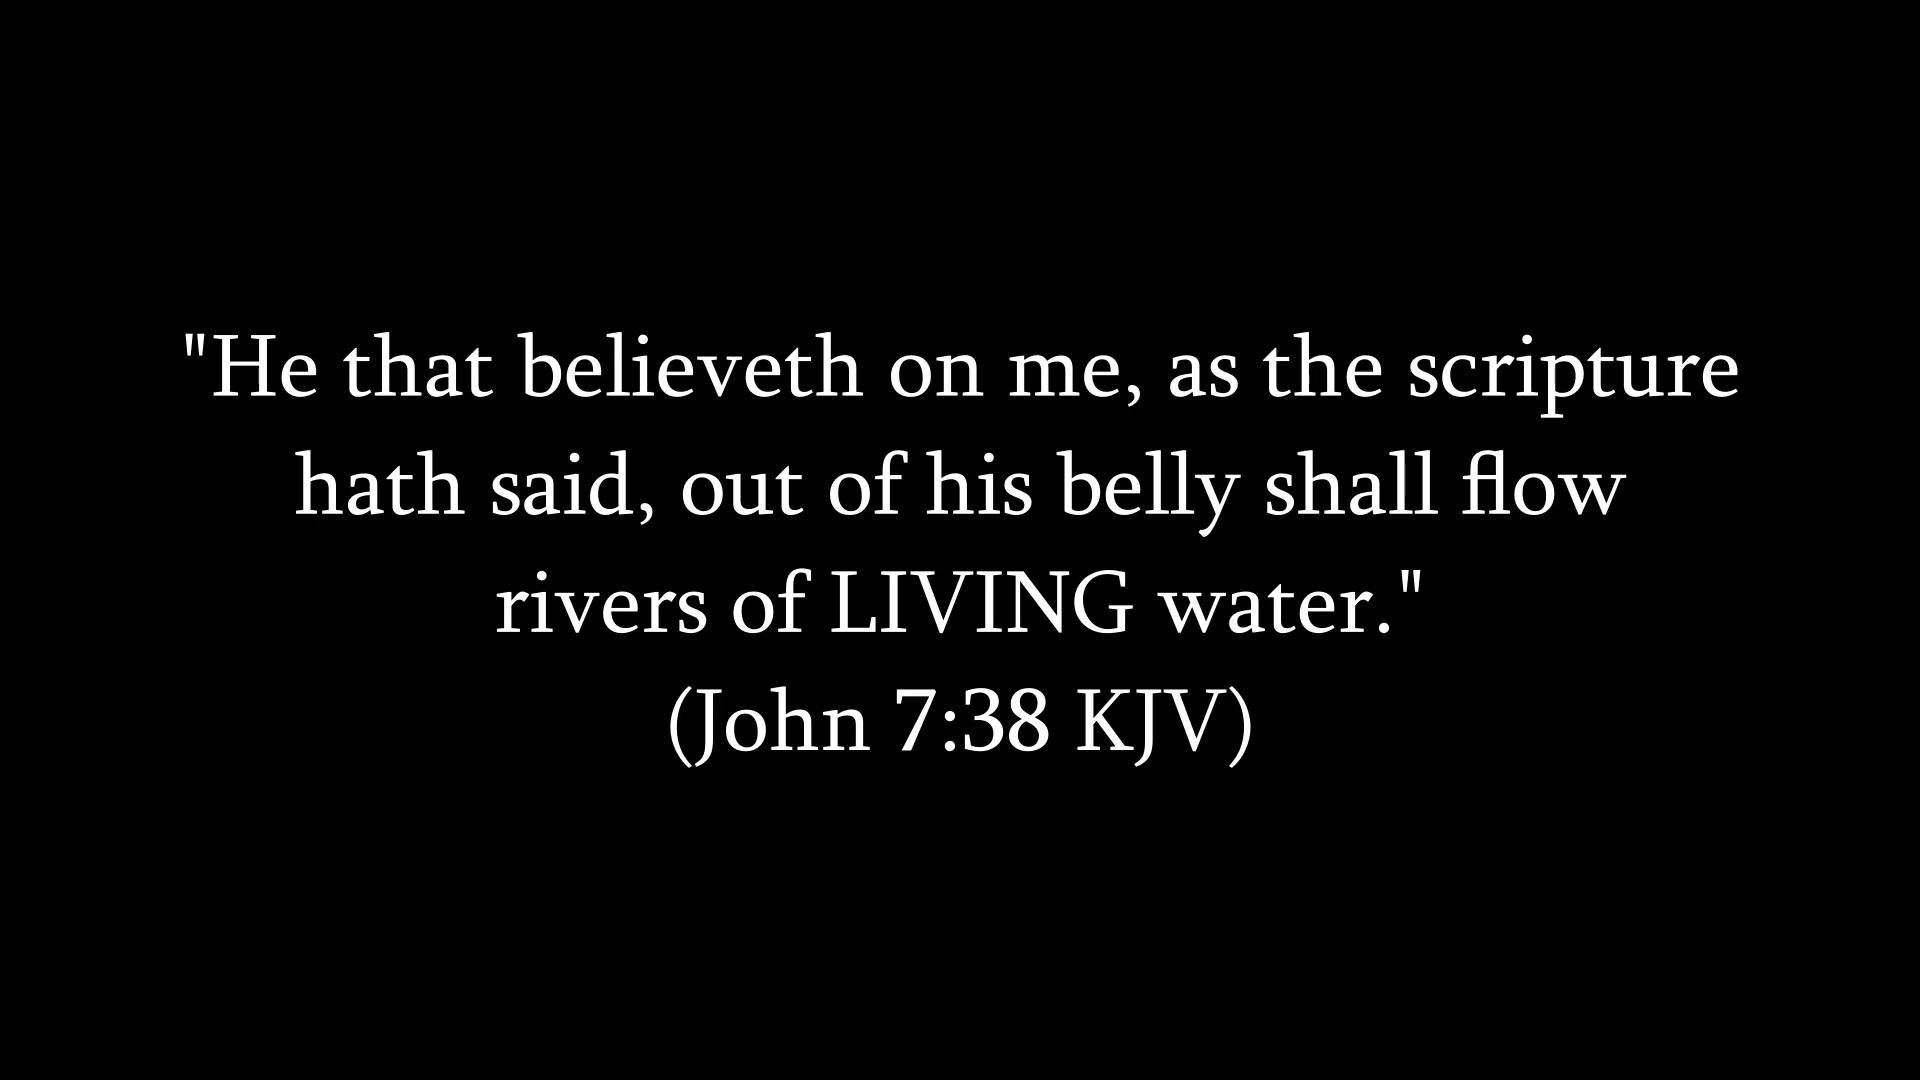 "He that believeth on me, as the scripture
hath said, out of his belly shall flow
rivers of LIVING water."
(John 7:38 KJV)